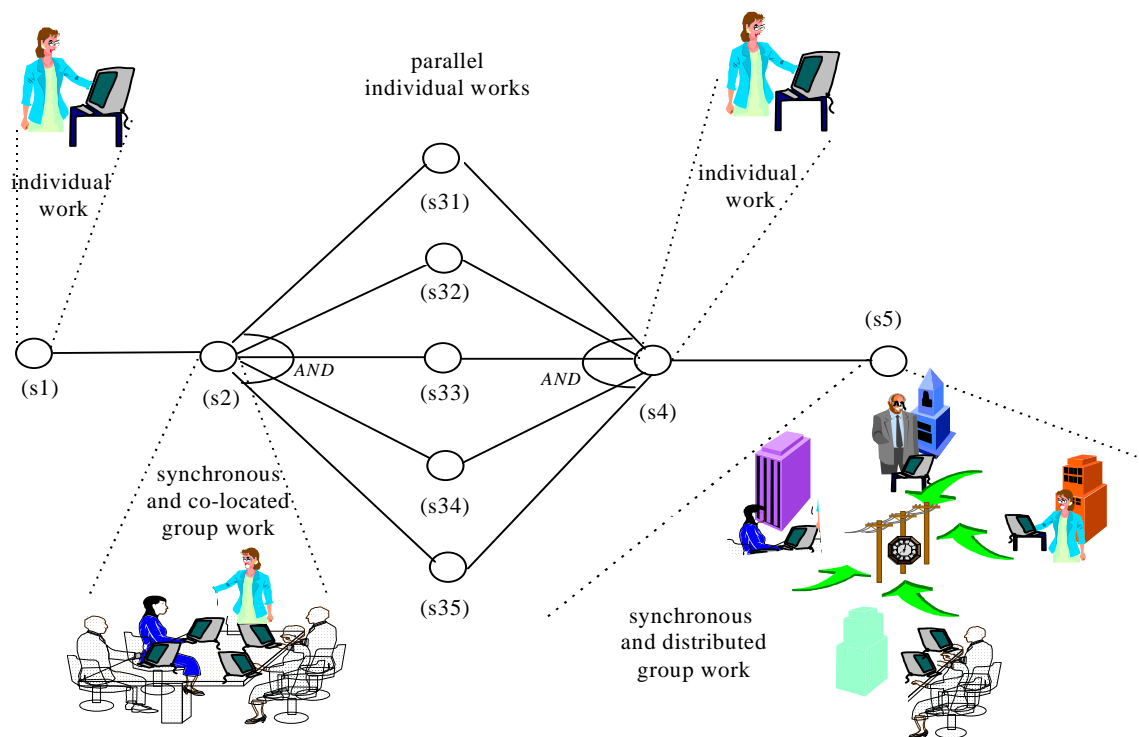 parallel
individual works
individual
work
individual
work
(s31)
(s32)
(s5)
(s1)
(s2)
AND
(s33)
AND
(s4)
synchronous
and co-located
group work
(s34)
(s35)
synchronous
and distributed
group work